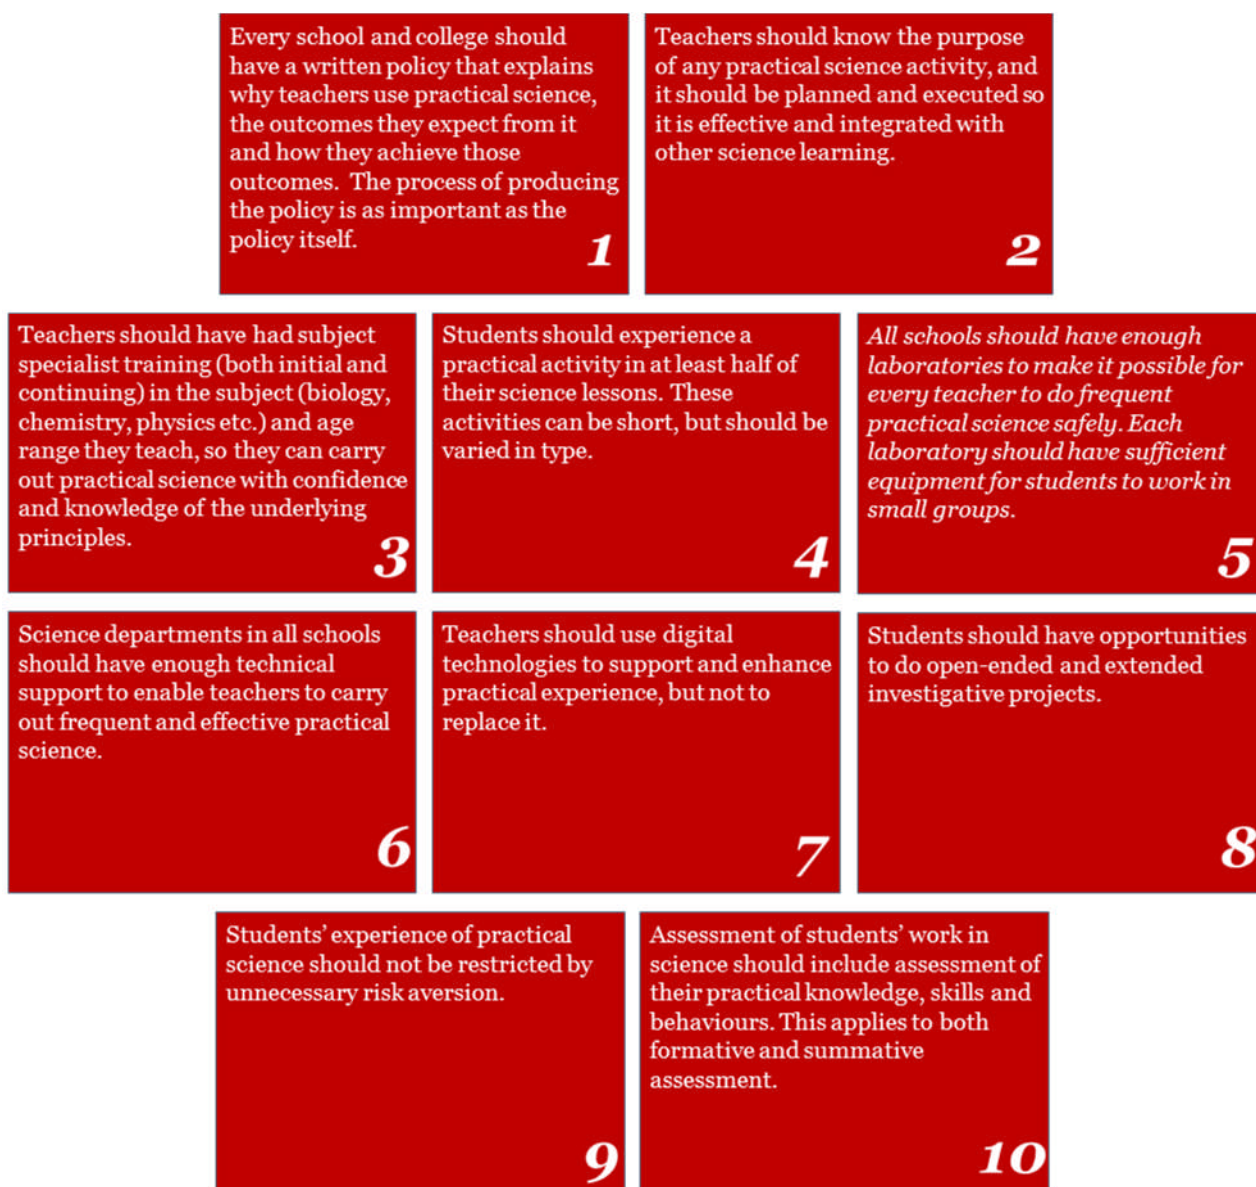 Every school and college should
have a written policy that explains
why teachers use practical science,
the outcomes they expect from it
and how they achieve those
outcomes.  The process of producing
the policy is as important as the
policy itself.
1
Teachers should know the purpose
of any practical science activity, and
it should be planned and executed so
it is effective and integrated with
other science learning.
2
Teachers should have had subject
specialist training (both initial and
continuing) in the subject (biology,
chemistry, physics etc.) and age
range they teach, so they can carry
out practical science with confidence
and knowledge of the underlying
principles.
3
Students should experience a
practical activity in at least half of
their science lessons. These
activities can be short, but should be
varied in type.
4
All schools should have enough
laboratories to make it possible for
every teacher to do frequent
practical science safely. Each
laboratory should have sufficient
equipment for students to work in
small groups.
5
Science departments in all schools
should have enough technical
support to enable teachers to carry
out frequent and effective practical
science.
6
Teachers should use digital
technologies to support and enhance
practical experience, but not to
replace it.
7
Students should have opportunities
to do open-ended and extended
investigative projects.
8
Students’ experience of practical
science should not be restricted by
unnecessary risk aversion.
9
Assessment of students’ work in
science should include assessment of
their practical knowledge, skills and
behaviours. This applies to both
formative and summative
assessment.
10